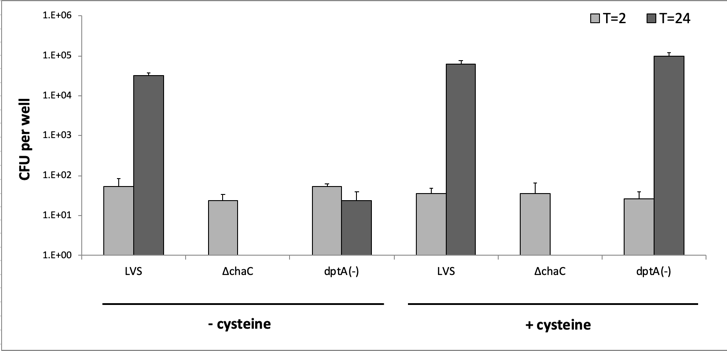 T=2 T=24
1.E+06
1.E+05
1.E+04
1.E+03
1.E+02
1.E+01
1.E+00
CFU per well
LVS ΔchaC dptA(-) LVS ΔchaC dptA(-)
- cysteine + cysteine